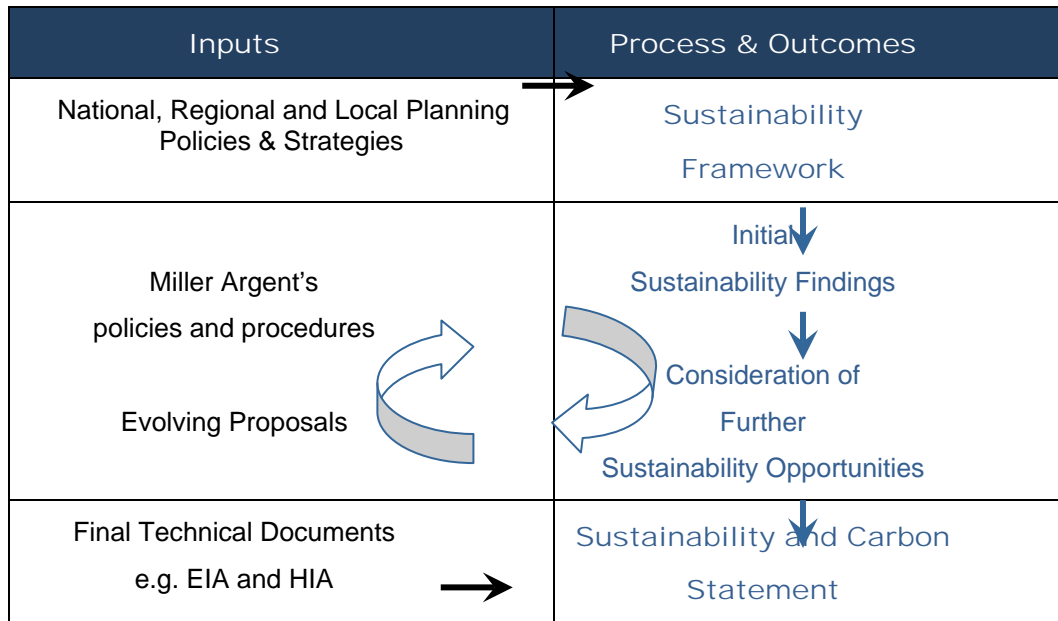 Inputs
Process & Outcomes
National, Regional and Local Planning
Policies & Strategies
Sustainability
Framework
Miller Argent's
policies and procedures
Evolving Proposals
Initial
Sustainability Findings
Consideration of
Further
Sustainability Opportunities
Final Technical Documents
e.g. EIA and HIA
Sustainability and Carbon
Statement